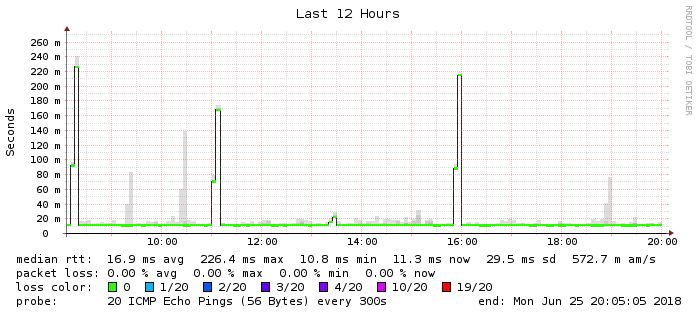 Last 12 Hours
RRDTOOL / TOBI OETIKER
Seconds
260 m
240 m
220 m
200 m
180 m
160 m
140 m
120 m
100 m
80 m
60 m
40 m
20 m
0
10:00 12:00 14:00 16:00 18:00 20:00
median rtt: 16.9 ms avg 226.4 ms max 10.8 ms min 11.3 ms now 29.5 ms sd 572.7 m am/s
packet loss: 0.00 % avg 0.00 % max 0.00 % min 0.00 % now
loss color: 0 1/20 2/20 3/20 4/20 10/20 19/20
probe: 20 ICMP Echo Pings (56 Bytes) every 300s end: Mon Jun 25 20:05:05 2018